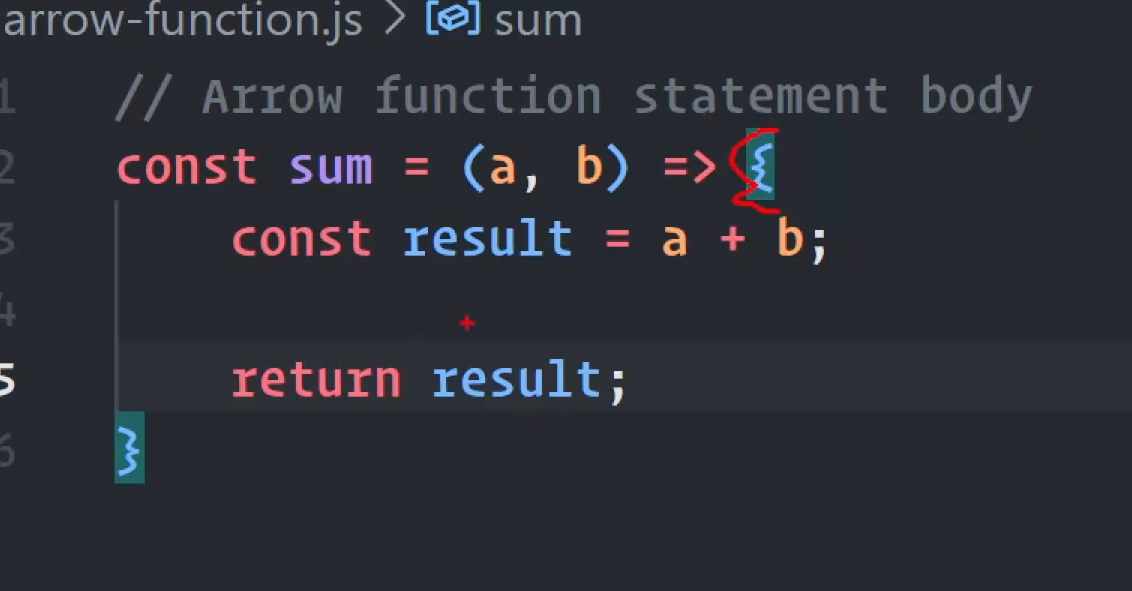 arrow-function.js > sum
1 // Arrow function statement body
2 const sum = (a, b) => {
3     const result = a + b;
4
5     return result;
6 }